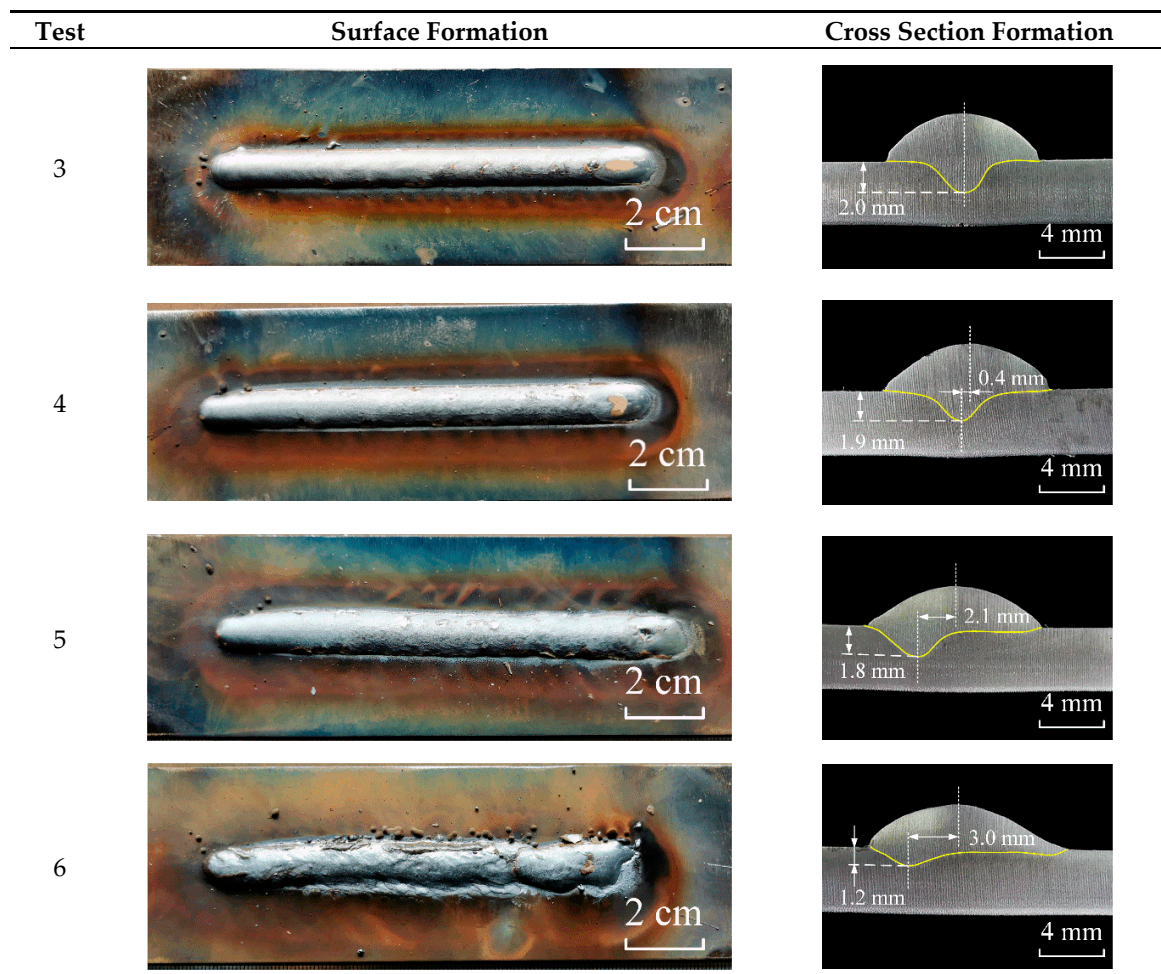 Test Surface Formation Cross Section Formation
3
2 cm
2.0 mm
4 mm
4
2 cm
0.4 mm
1.9 mm
4 mm
5
2 cm
2.1 mm
1.8 mm
4 mm
6
2 cm
3.0 mm
1.2 mm
4 mm